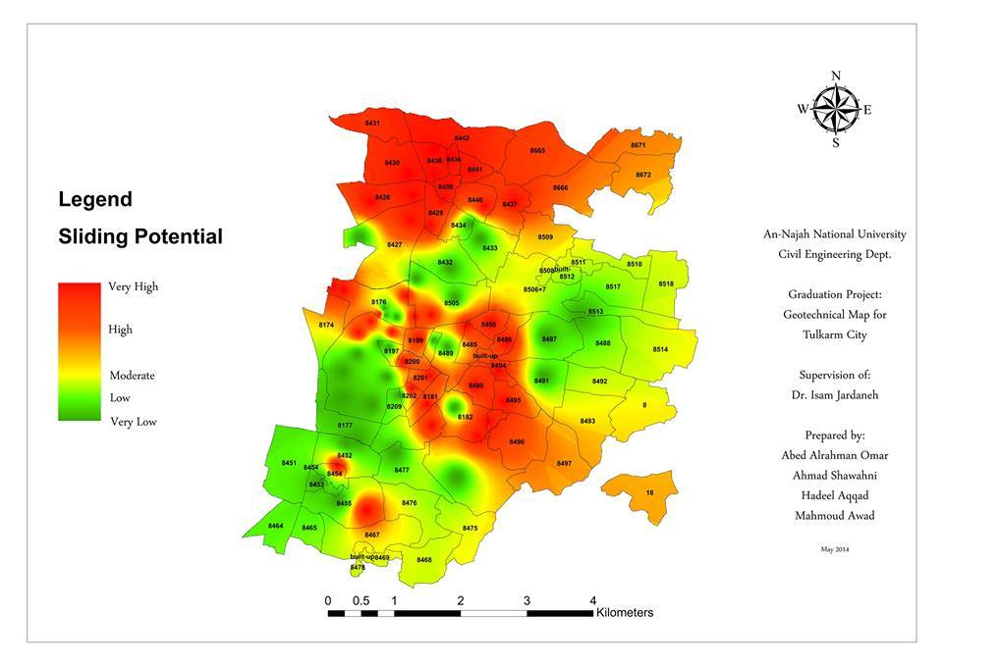 N
W
E
S
Legend
Sliding Potential
Very High
High
Moderate
Low
Very Low
An-Najah National University
Civil Engineering Dept.
Graduation Project:
Geotechnical Map for
Tulkarm City
Supervision of:
Dr. Isam Jardaneh
Prepared by:
Abed Alrahman Omar
Ahmad Shawahni
Hadeel Aqqad
Mahmoud Awad
May 2014
8431
8442
8665
8671
8430
8438
8436
8441
8672
8439
8666
8426
8440
8437
8429
8434
8427
8433
8509
8432
8511
8510
8508
built-
8512
8506+7
8517
8518
8176
8505
8513
8174
8498
8199
8485
8486
8487
8488
8514
8197
8489
built-up
8200
8494
8201
8490
8491
8492
8202
8181
8495
8209
8182
8
8493
8177
8496
8452
8451
8454
8454
8477
8497
8453
18
8455
8476
8464
8465
8467
8475
built-up
8469
8468
8478
0 0.5 1 2 3 4
Kilometers